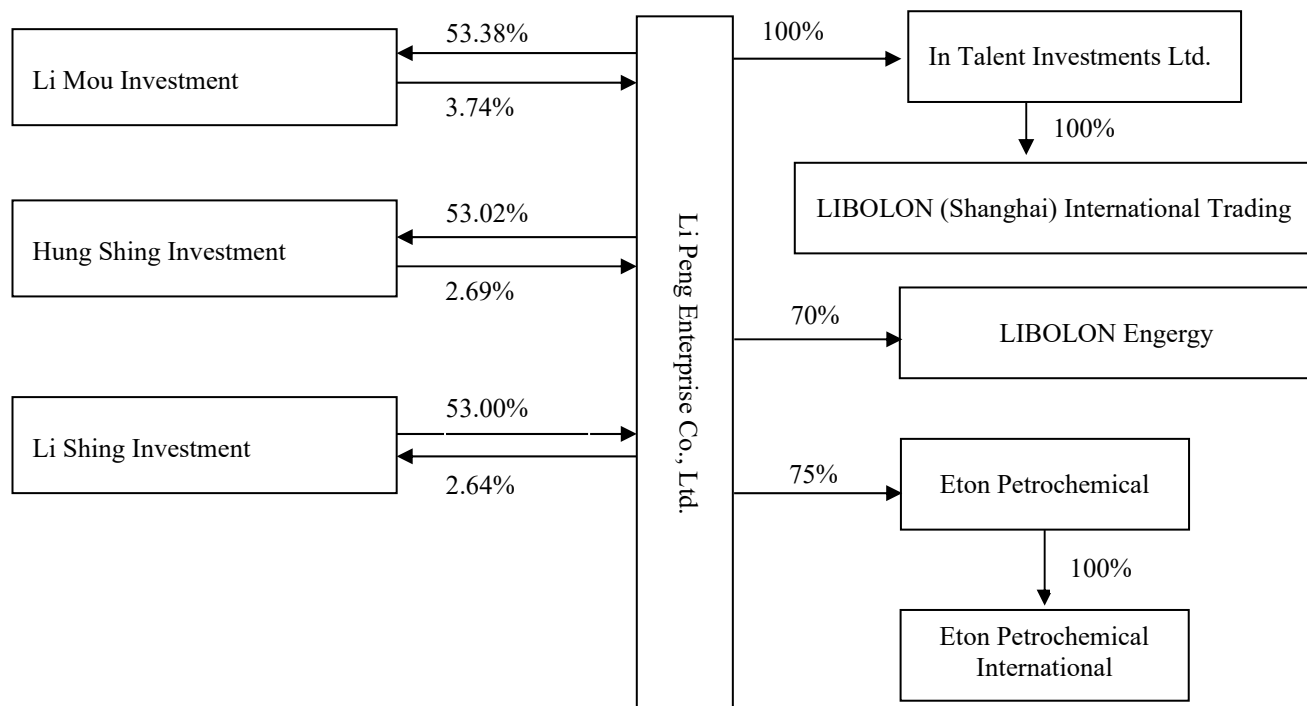 53.38%
Li Mou Investment
3.74%
53.02%
Hung Shing Investment
2.69%
53.00%
Li Shing Investment
2.64%
Li Peng Enterprise Co., Ltd.
100%
In Talent Investments Ltd.
100%
LIBOLON (Shanghai) International Trading
70%
LIBOLON Engergy
75%
Eton Petrochemical
100%
Eton Petrochemical
International